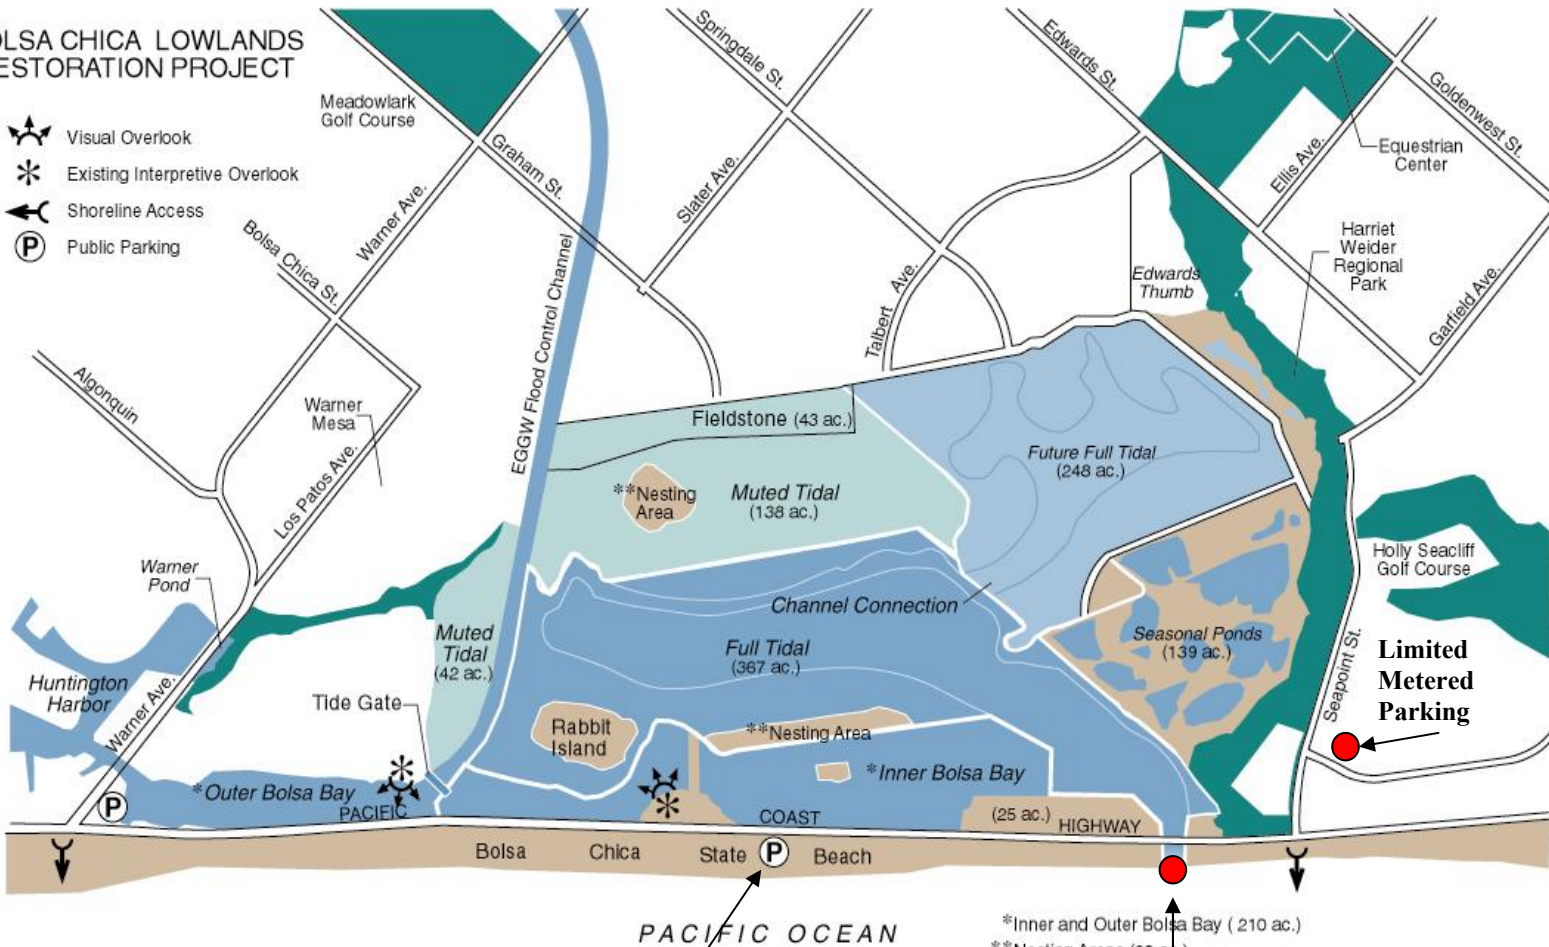 OLSA CHICA LOWLANDS
ESTORATION PROJECT
Visual Overlook
Existing Interpretive Overlook
Shoreline Access
P Public Parking
Meadowlark
Golf Course
Springdale St.
Edwards St.
Goldenwest St.
Equestrian
Center
Ellis Ave.
Graham St.
Slater Ave.
Warner Ave.
Bolsa Chica St.
EGGW Flood Control Channel
Talbert Ave.
Edwards
Thumb
Harriet
Weider
Regional
Park
Garfield Ave.
Algonquin
Warner
Mesa
Los Patos Ave.
Fieldstone (43 ac.)
Future Full Tidal
(248 ac.)
**Nesting
Area
Muted Tidal
(138 ac.)
Holly Seacliff
Golf Course
Warner
Pond
Channel Connection
Muted
Tidal
(42 ac.)
Full Tidal
(367 ac.)
Seasonal Ponds
(139 ac.)
Seapoint St.
Limited
Metered
Parking
Huntington
Harbor
Warner Ave.
Tide Gate
Rabbit
Island
**Nesting Area
*Inner Bolsa Bay
*Outer Bolsa Bay
P
PACIFIC COAST HIGHWAY
(25 ac.)
Bolsa Chica State P Beach
PACIFIC OCEAN
*Inner and Outer Bolsa Bay ( 210 ac.)